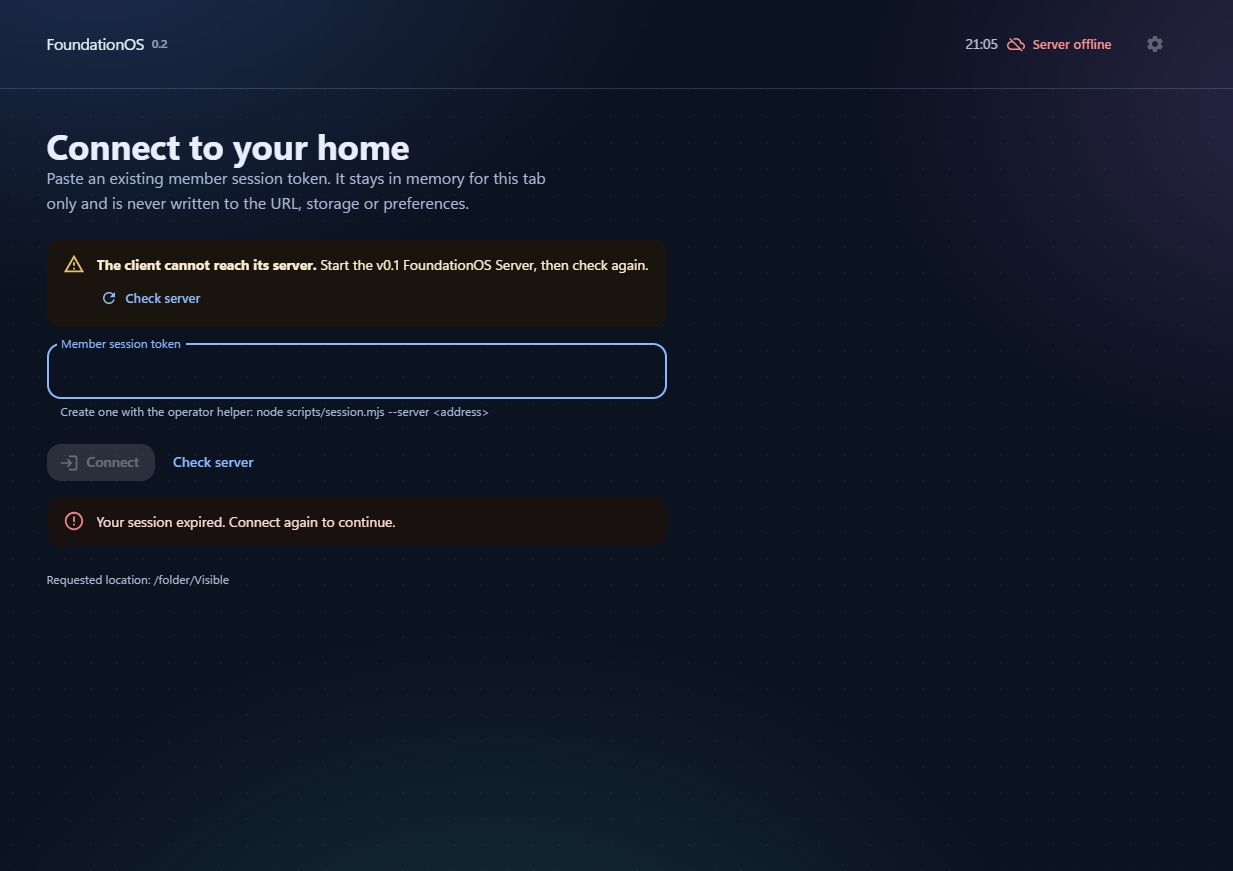 FoundationOS 0.2
21:05 Server offline
Connect to your home
Paste an existing member session token. It stays in memory for this tab
only and is never written to the URL, storage or preferences.
The client cannot reach its server. Start the v0.1 FoundationOS Server, then check again.
Check server
Member session token
Create one with the operator helper: node scripts/session.mjs --server <address>
Connect
Check server
Your session expired. Connect again to continue.
Requested location: /folder/Visible